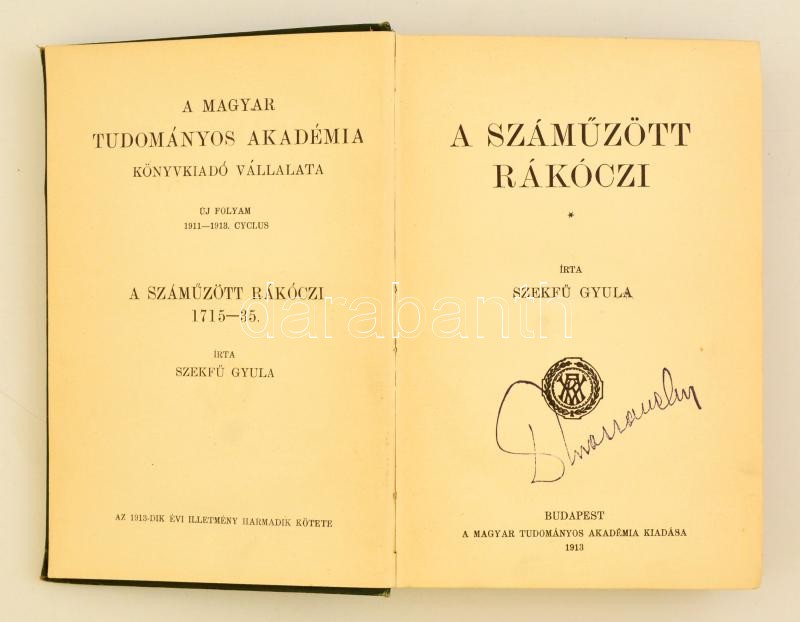 A MAGYAR
TUDOMÁNYOS AKADÉMIA
KÖNYVKIADÓ VÁLLALATA
ÚJ FOLYAM
1911—1913. CYCLUS
A SZÁMŰZÖTT RÁKÓCZI
1715—35.
ÍRTA
SZEKFŰ GYULA
AZ 1913-DIK ÉVI ILLETMÉNY HARMADIK KÖTETE
A SZÁMŰZÖTT
RÁKÓCZI
*
ÍRTA
SZEKFŰ GYULA
BUDAPEST
A MAGYAR TUDOMÁNYOS AKADÉMIA KIADÁSA
1913
darabanth